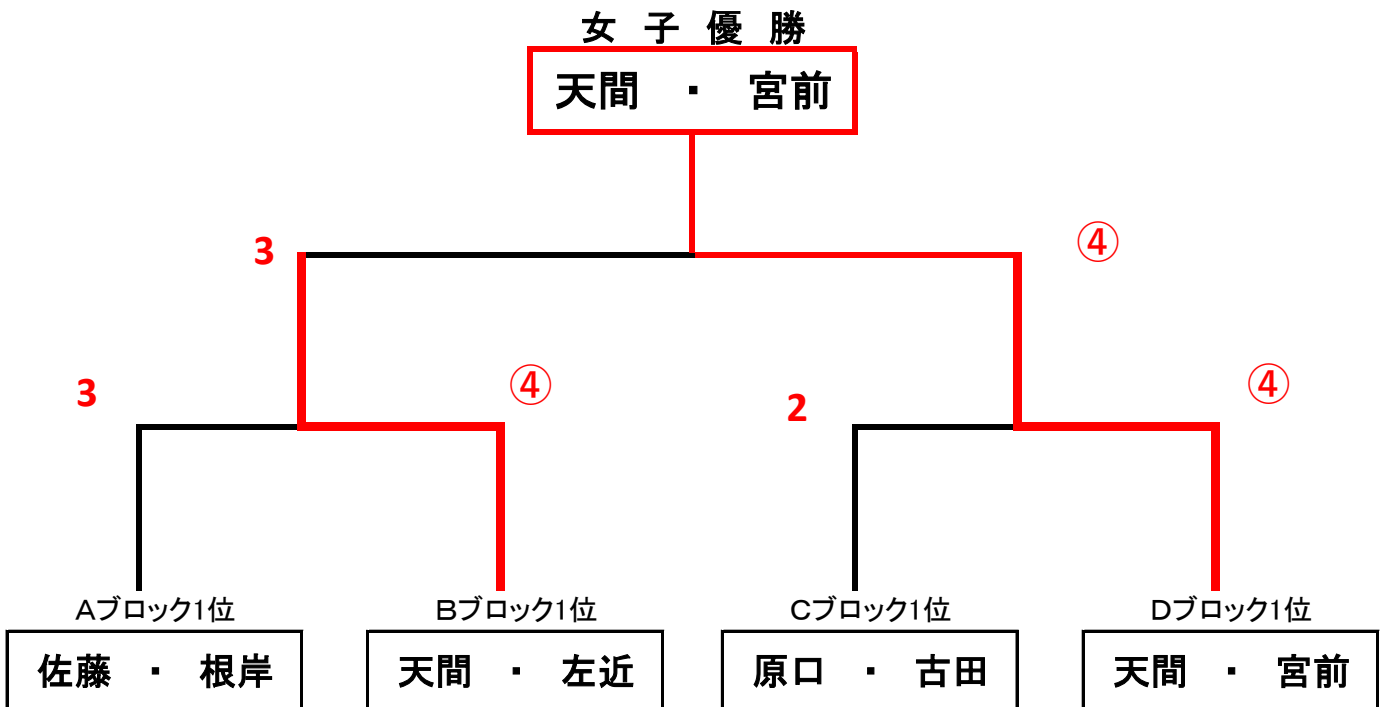 女 子 優 勝
天間 ・ 宮前
3 ④
3 ④ 2 ④
Aブロック1位 Bブロック1位 Cブロック1位 Dブロック1位
佐藤 ・ 根岸 天間 ・ 左近 原口 ・ 古田 天間 ・ 宮前